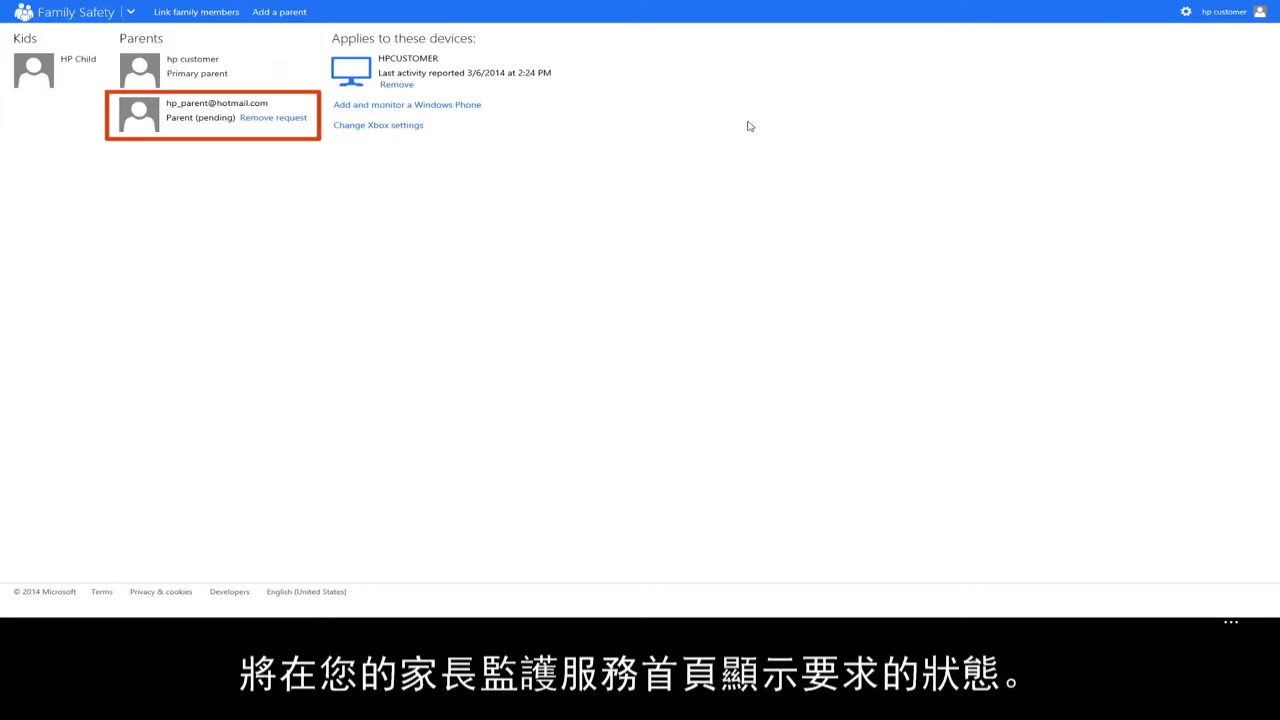 Family Safety Link family members Add a parent hp customer
Kids
HP Child
Parents
hp customer
Primary parent
hp_parent@hotmail.com
Parent (pending) Remove request
Applies to these devices:
HPCUSTOMER
Last activity reported 3/6/2014 at 2:24 PM
Remove
Add and monitor a Windows Phone
Change Xbox settings
© 2014 Microsoft Terms Privacy & cookies Developers English (United States)
將在您的家長監護服務首頁顯示要求的狀態。